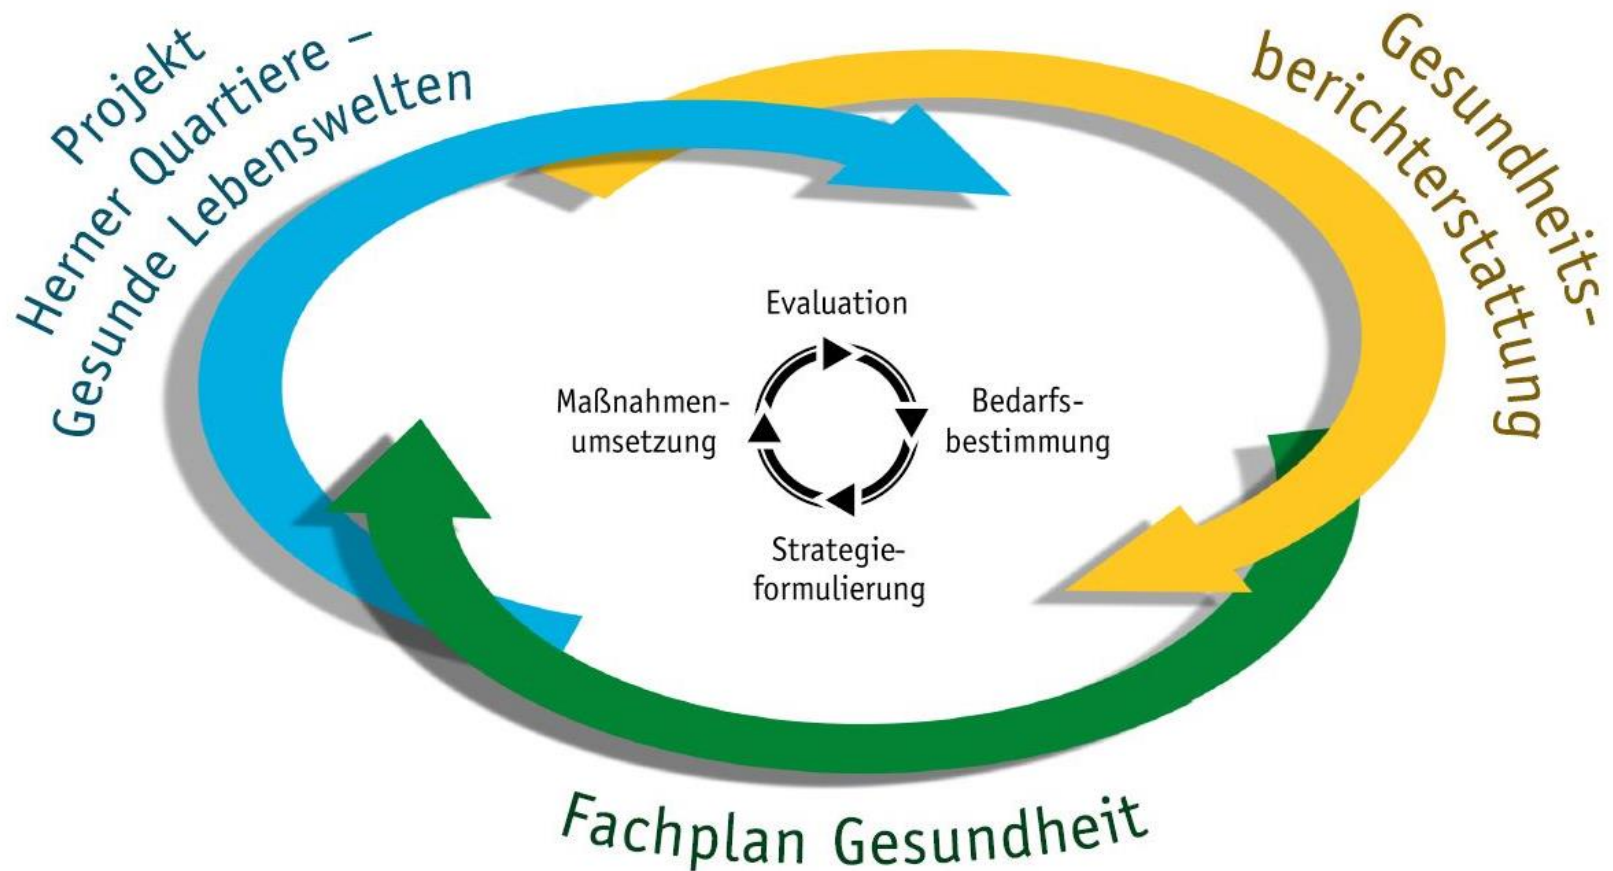 Projekt
Herner Quartiere –
Gesunde Lebenswelten
Gesundheits-
berichterstattung
Evaluation
Maßnahmen-
umsetzung
Bedarfs-
bestimmung
Strategie-
formulierung
Fachplan Gesundheit